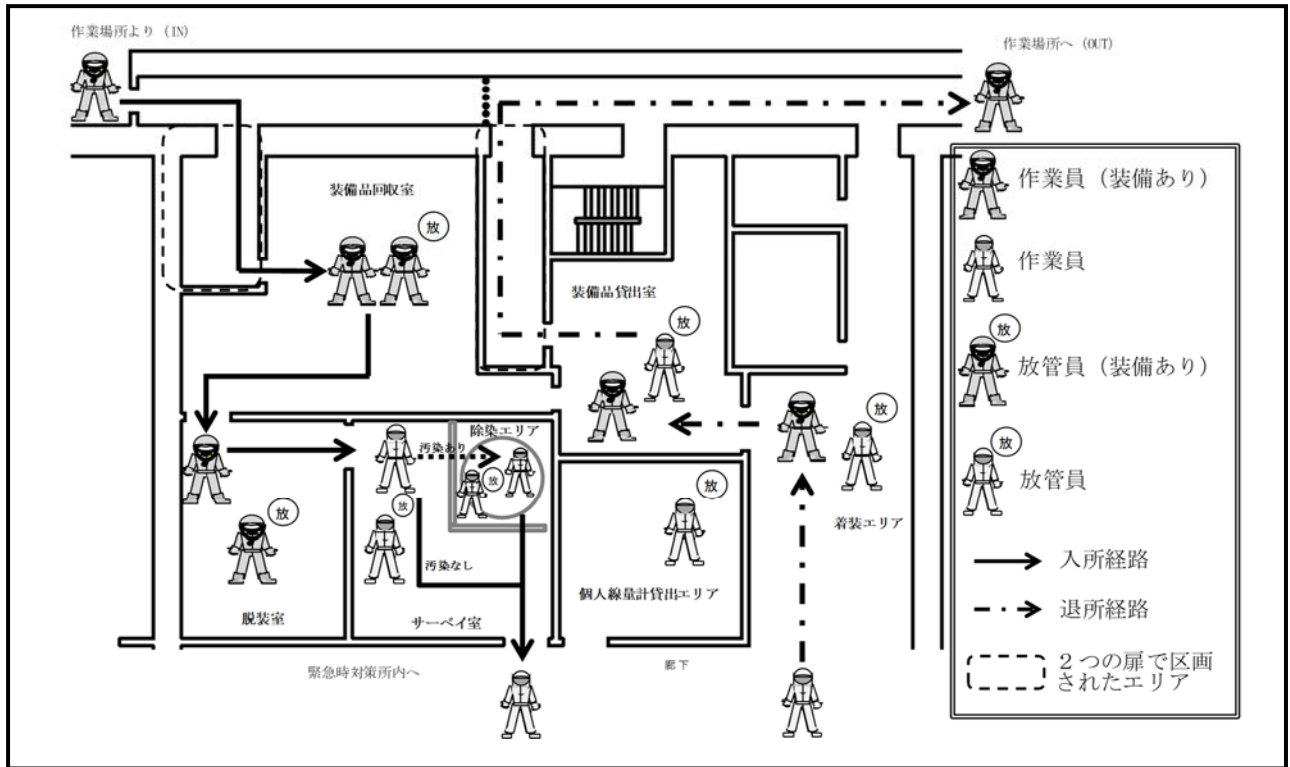 作業場所より (IN)
作業場所へ (OUT)
装備品回収室
放
装備品貸出室
放
放
除染エリア
汚染あり
放
放
放
放
着装エリア
汚染なし
個人線量計貸出エリア
脱装室
サーベイ室
緊急時対策所内へ
廊下
作業員（装備あり）
作業員
放
放管員（装備あり）
放
放管員
入所経路
退所経路
２つの扉で区画
されたエリア